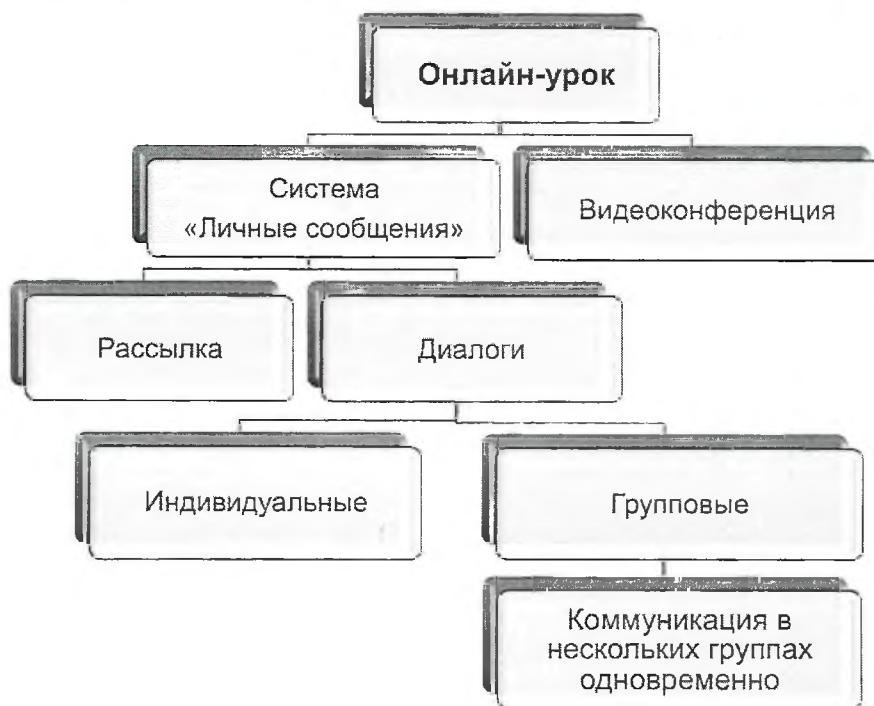 Онлайн-урок
Система
«Личные сообщения»
Видеоконференция
Рассылка
Диалоги
Индивидуальные
Групповые
Коммуникация в
нескольких группах
одновременно